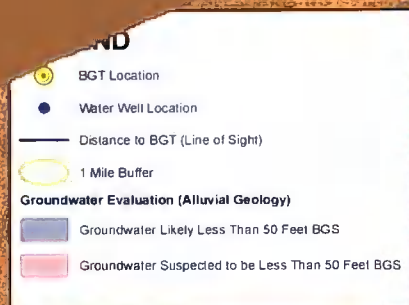 ND
BGT Location
Water Well Location
Distance to BGT (Line of Sight)
1 Mile Buffer
Groundwater Evaluation (Alluvial Geology)
Groundwater Likely Less Than 50 Feet BGS
Groundwater Suspected to be Less Than 50 Feet BGS